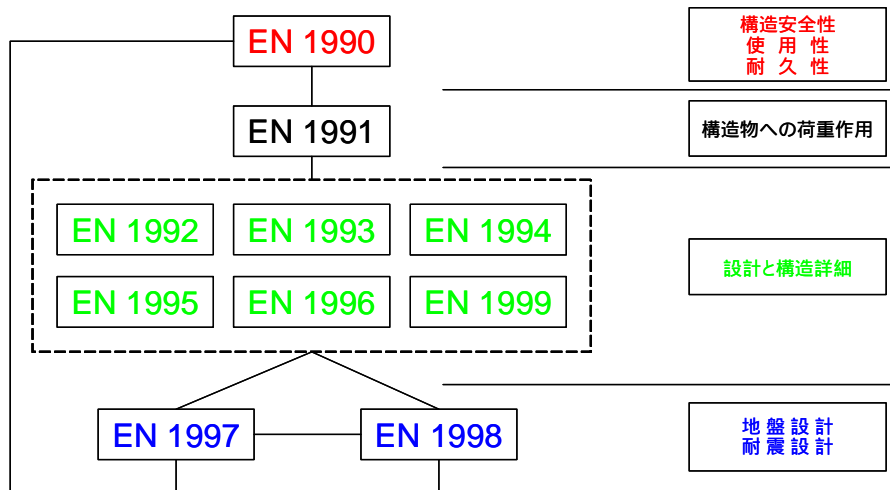 EN 1990
構造安全性
使用性
耐久性
EN 1991
構造物への荷重作用
EN 1992
EN 1993
EN 1994
EN 1995
EN 1996
EN 1999
設計と構造詳細
EN 1997
EN 1998
地盤設計
耐震設計